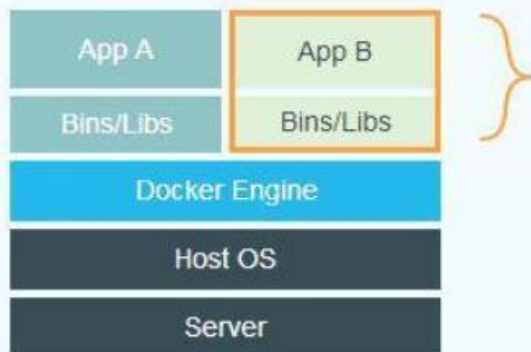 App A App B
Bins/Libs Bins/Libs
Docker Engine
Host OS
Server